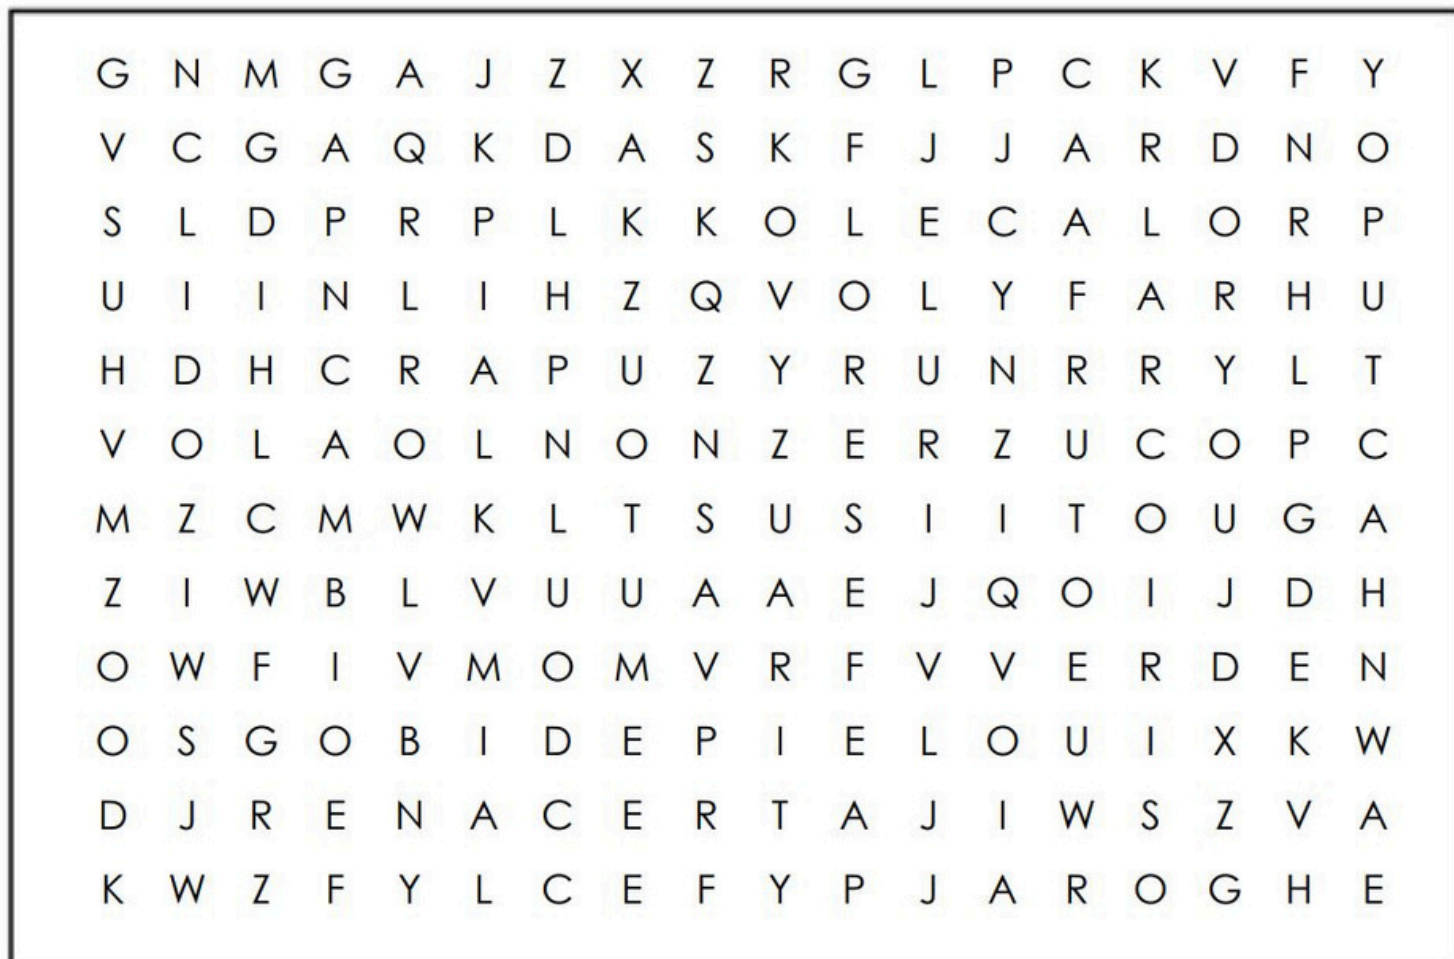 G N M G A J Z X Z R G L P C K V F Y
V C G A Q K D A S K F J J A R D N O
S L D P R P L K K O L E C A L O R P
U I I N L I H Z Q V O L Y F A R H U
H D H C R A P U Z Y R U N R R Y L T
V O L A O L N O N Z E R Z U C O P C
M Z C M W K L T S U S I I T O U G A
Z I W B L V U U A A E J Q O I J D H
O W F I V M O M V R F V V E R D E N
O S G O B I D E P I E L O U I X K W
D J R E N A C E R T A J I W S Z V A
K W Z F Y L C E F Y P J A R O G H E